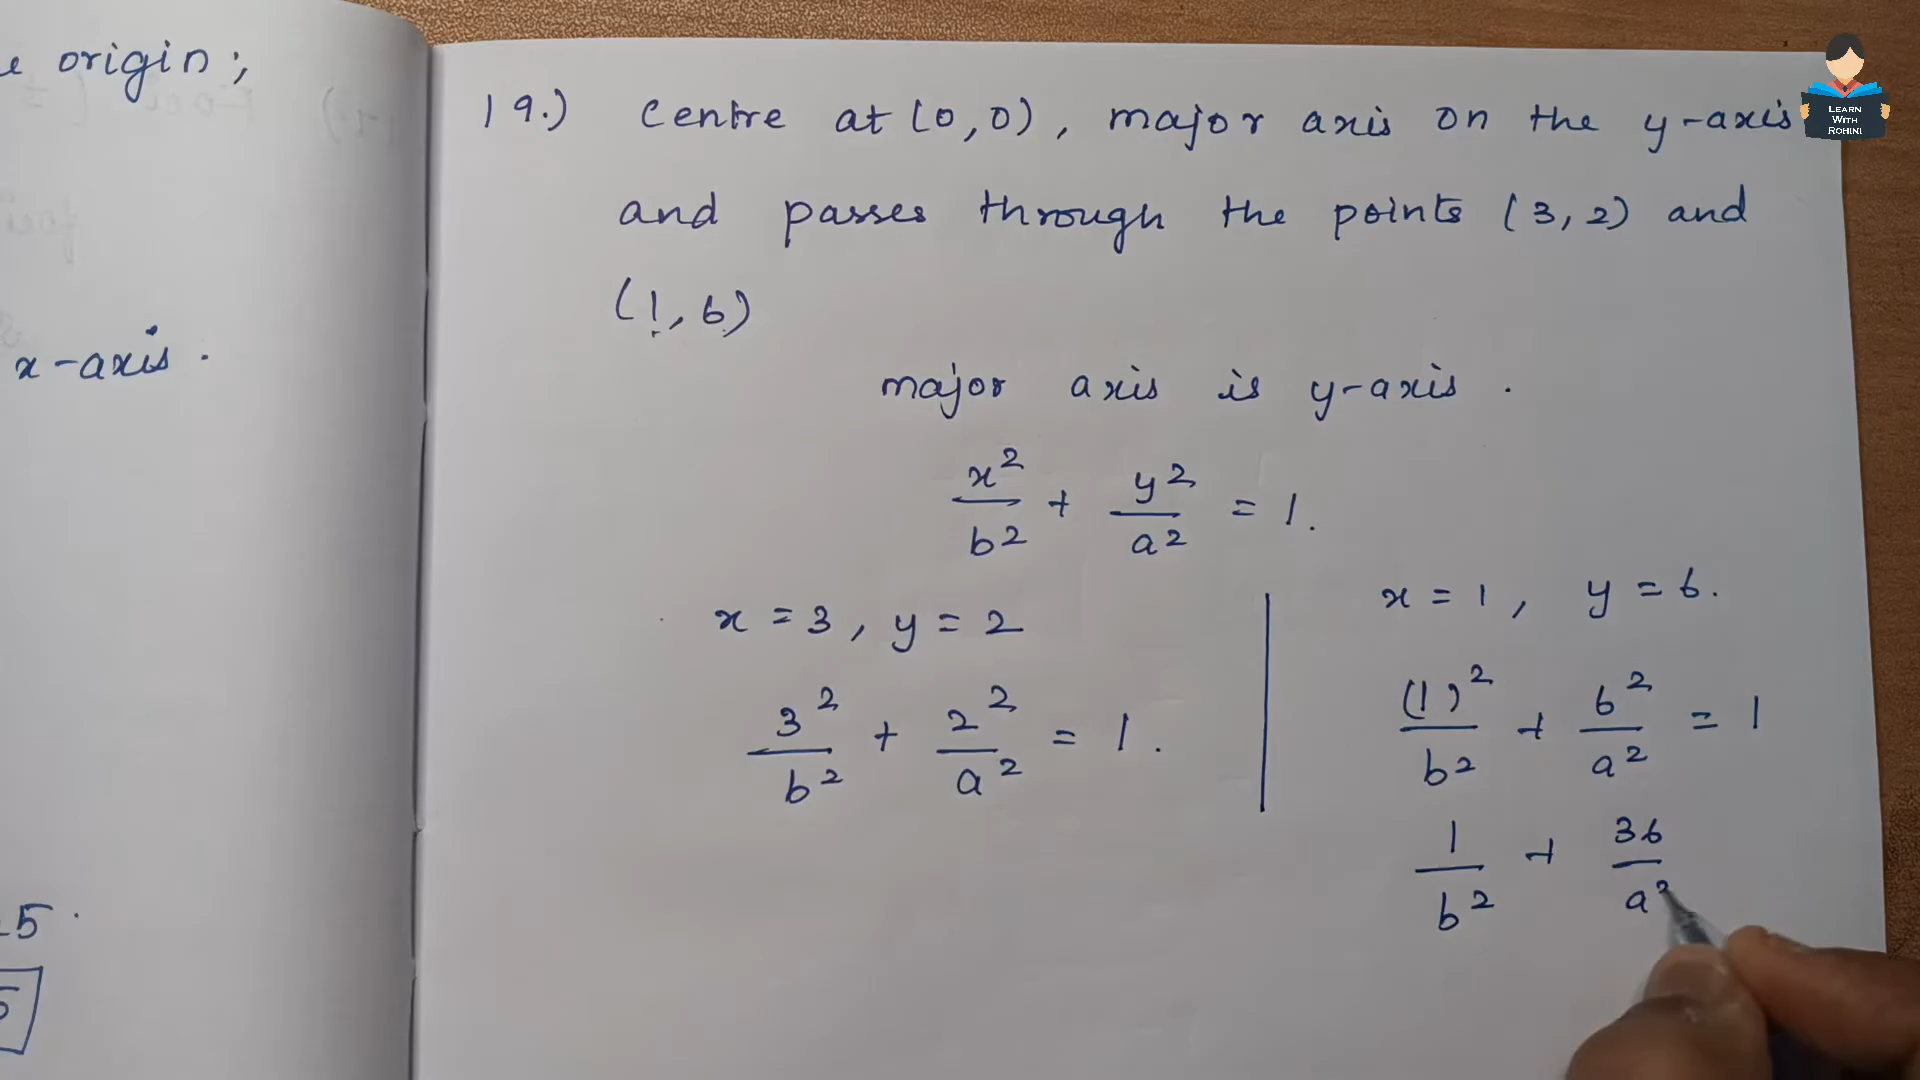 origin;
x-axis.
5.
19.) Centre at (0,0), major axis on the y-axis
and passes through the points (3,2) and
(1,6)
major axis is y-axis.
x²/b² + y²/a² = 1.
x = 3, y = 2
3²/b² + 2²/a² = 1.
x = 1, y = 6.
(1)²/b² + 6²/a² = 1
1/b² + 36/a²
LEARN
WITH
ROHINI